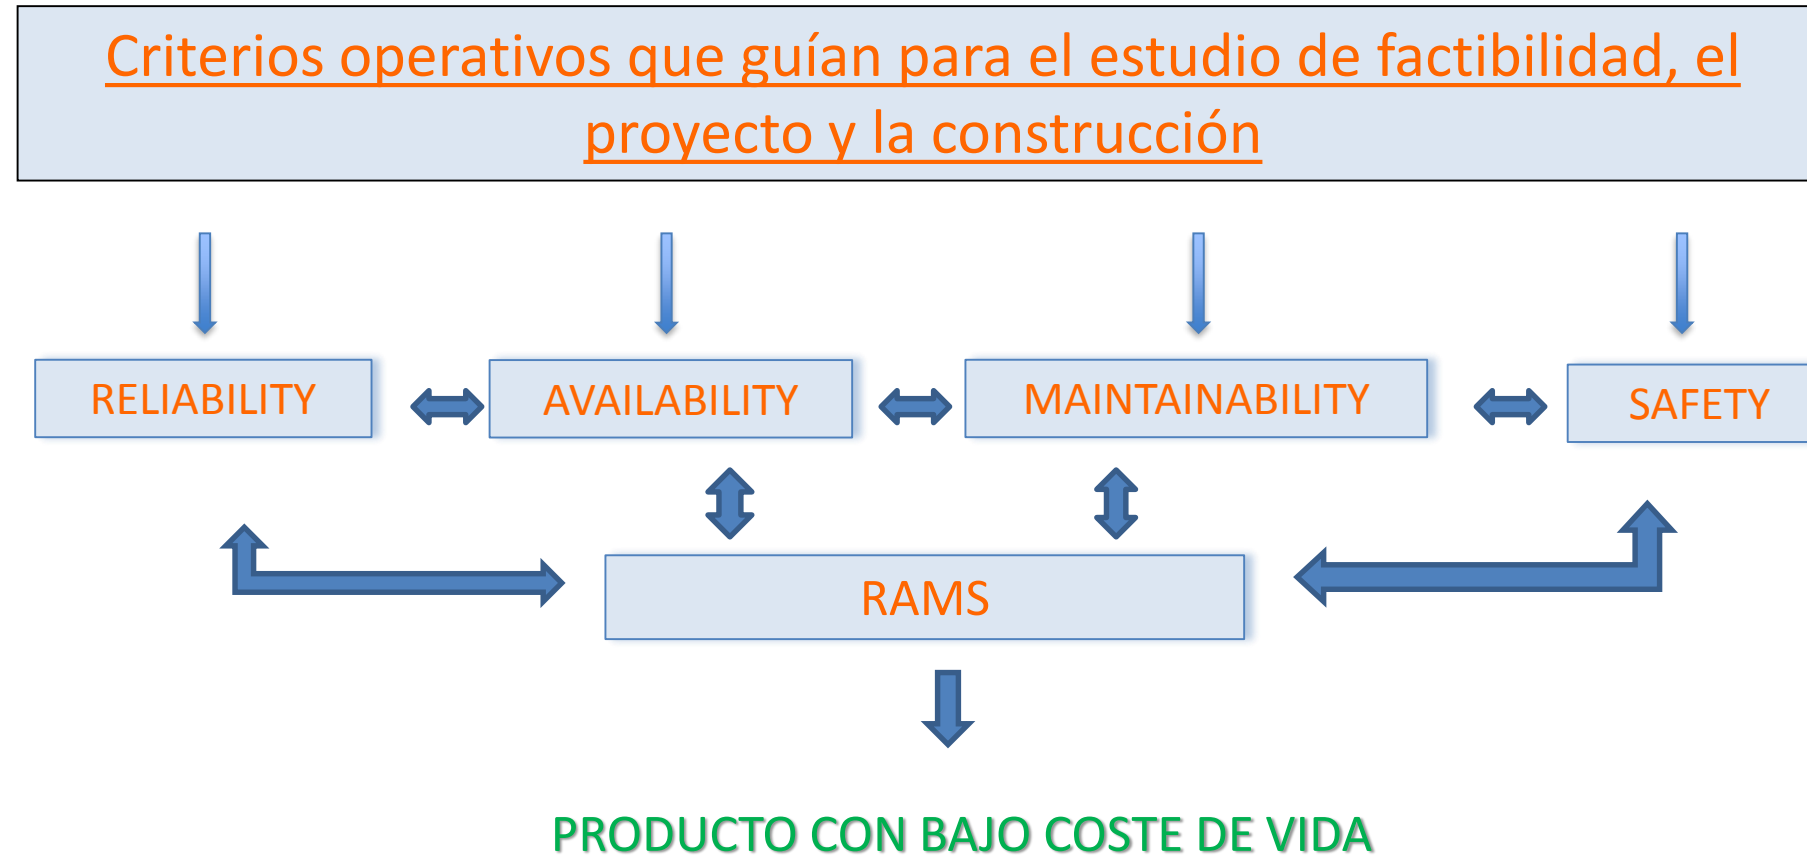 Criterios operativos que guían para el estudio de factibilidad, el
proyecto y la construcción
RELIABILITY
AVAILABILITY
MAINTAINABILITY
SAFETY
RAMS
PRODUCTO CON BAJO COSTE DE VIDA